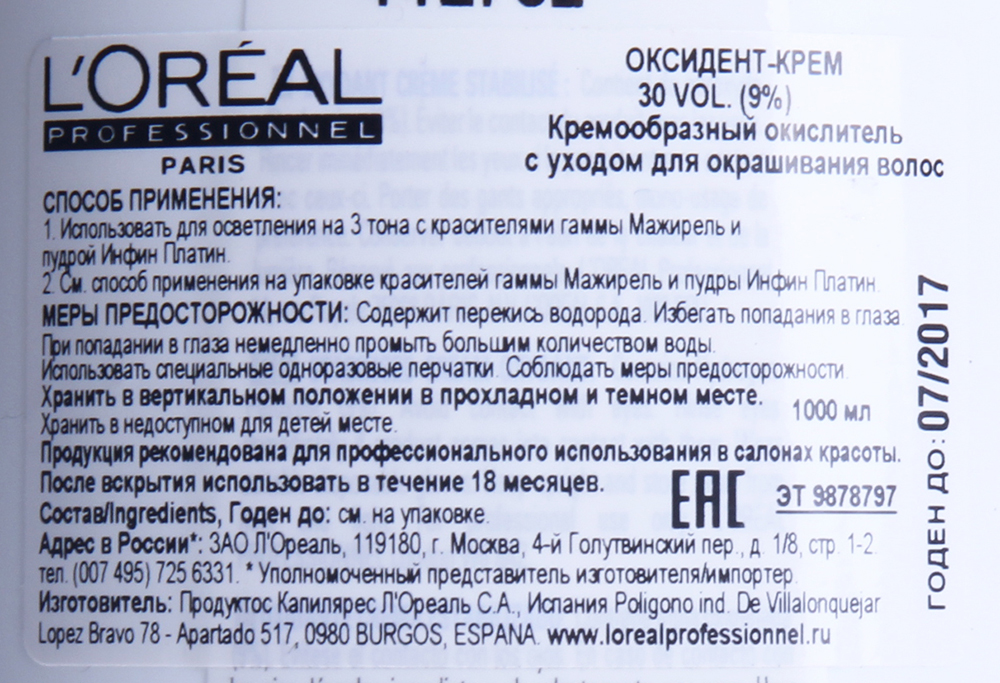 L'ORÉAL
PROFESSIONNEL
PARIS
ОКСИДЕНТ-КРЕМ
30 VOL. (9%)
Кремообразный окислитель
с уходом для окрашивания волос
СПОСОБ ПРИМЕНЕНИЯ:
1. Использовать для осветления на 3 тона с красителями гаммы Мажирель и
пудрой Инфин Платин.
2. См. способ применения на упаковке красителей гаммы Мажирель и пудры Инфин Платин.
МЕРЫ ПРЕДОСТОРОЖНОСТИ: Содержит перекись водорода. Избегать попадания в глаза.
При попадании в глаза немедленно промыть большим количеством воды.
Использовать специальные одноразовые перчатки. Соблюдать меры предосторожности.
Хранить в вертикальном положении в прохладном и темном месте.
1000 мл
Хранить в недоступном для детей месте.
Продукция рекомендована для профессионального использования в салонах красоты.
После вскрытия использовать в течение 18 месяцев.
EAC
ЭТ 9878797
Состав/Ingredients, Годен до: см. на упаковке.
Адрес в России*: ЗАО Л'Ореаль, 119180, г. Москва, 4-й Голутвинский пер., д. 1/8, стр. 1-2.
тел. (007 495) 725 6331. * Уполномоченный представитель изготовителя/импортер.
Изготовитель: Продуктос Капилярес Л'Ореаль С.А., Испания Poligono ind. De Villalonquejar
Lopez Bravo 78 - Apartado 517, 0980 BURGOS, ESPANA. www.lorealprofessionnel.ru
ГОДЕН ДО: 07/2017